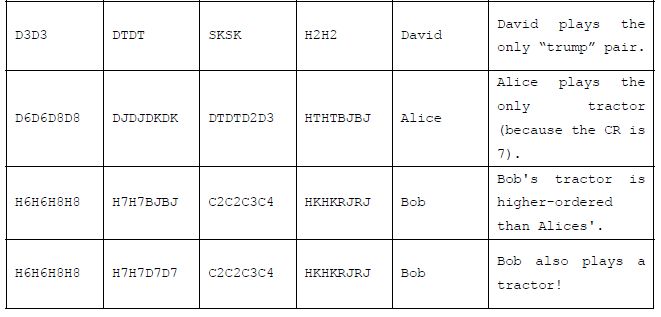 D3D3 DTDT SKSK H2H2 David David plays the
only “trump” pair.
D6D6D8D8 DJDJDKDK DTDTD2D3 HTHTBJBJ Alice Alice plays the
only tractor
(because the CR is
7).
H6H6H8H8 H7H7BJBJ C2C2C3C4 HKHKRJRJ Bob Bob's tractor is
higher-ordered
than Alices'.
H6H6H8H8 H7H7D7D7 C2C2C3C4 HKHKRJRJ Bob Bob also plays a
tractor!